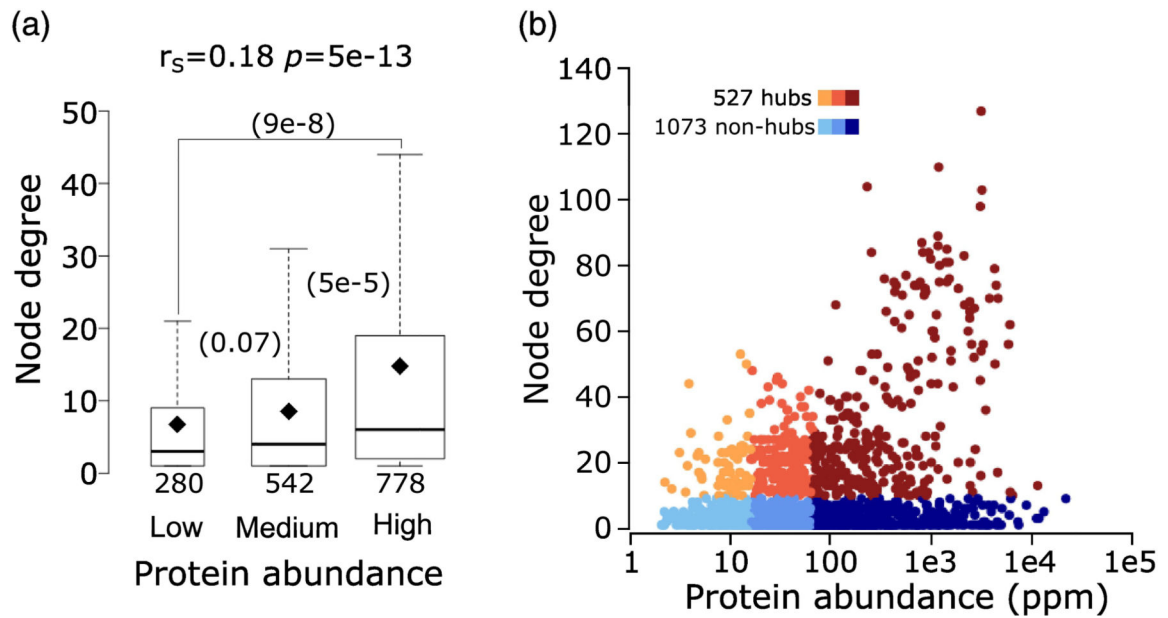 (a)
r_S=0.18 p=5e-13
50
40
30
20
10
0
Node degree
(9e-8)
(5e-5)
(0.07)
280 542 778
Low Medium High
Protein abundance
(b)
140
120
100
80
60
40
20
0
Node degree
527 hubs
1073 non-hubs
1 10 100 1e3 1e4 1e5
Protein abundance (ppm)